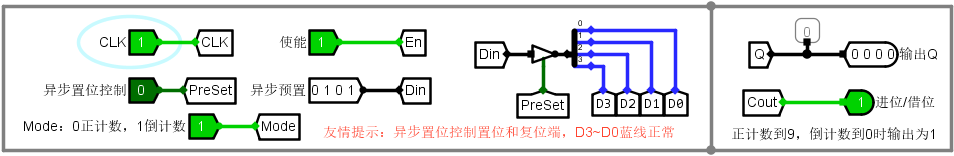 CLK 1 CLK
使能 1 En
异步置位控制 0 PreSet
异步预置 0 1 0 1 Din
Mode：0正计数，1倒计数 1 Mode
Din 0 1 2 3
PreSet D3 D2 D1 D0
友情提示：异步置位控制置位和复位端，D3~D0蓝线正常
0
Q 0 0 0 0 输出Q
Cout 1 进位/借位
正计数到9，倒计数到0时输出为1